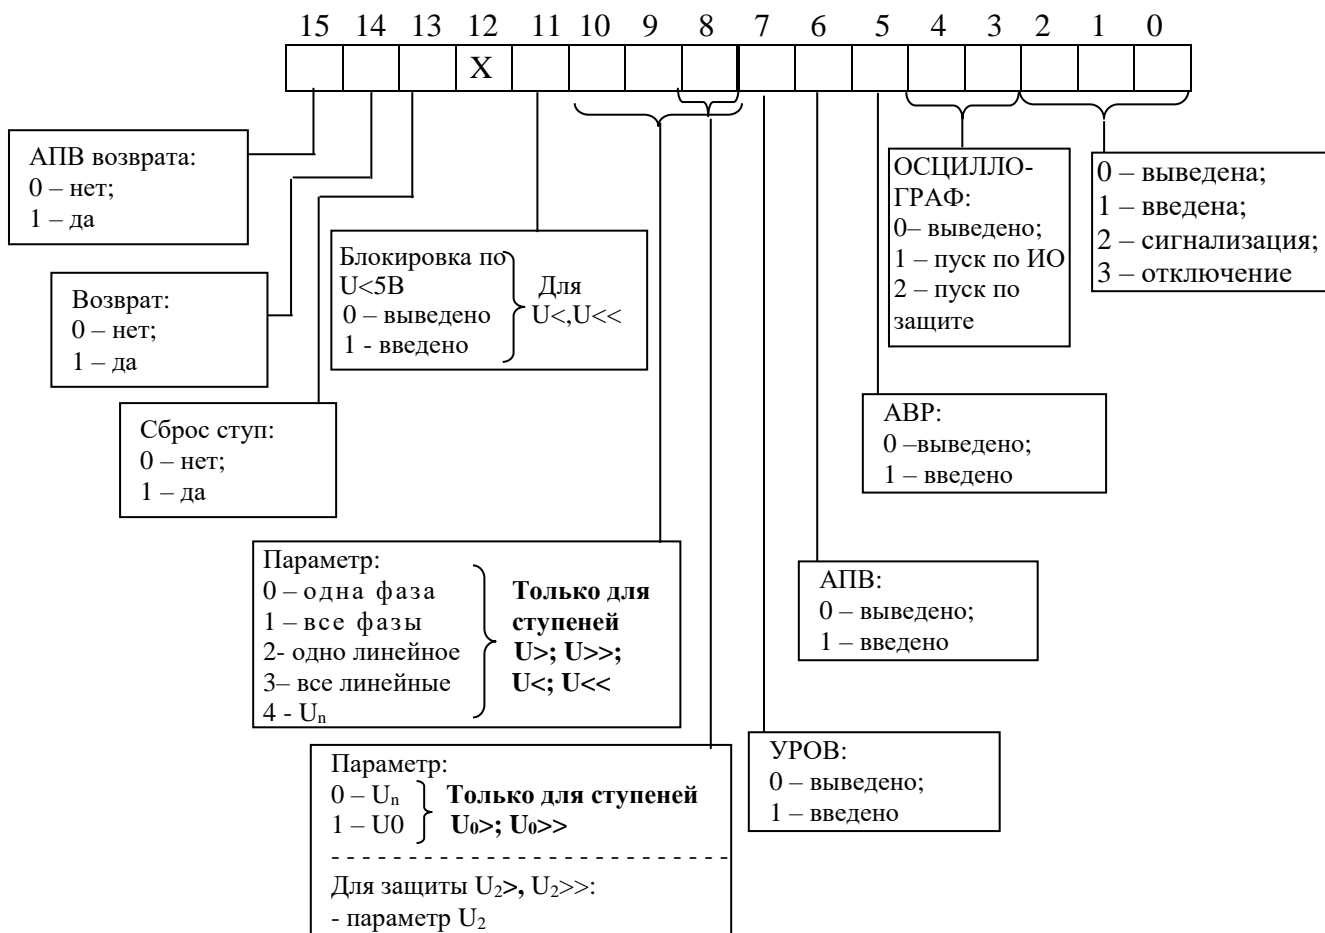 15 14 13 12 11 10 9 8 7 6 5 4 3 2 1 0
X
АПВ возврата:
0 – нет;
1 – да
Возврат:
0 – нет;
1 – да
Сброс ступ:
0 – нет;
1 – да
Блокировка по
U<5В
0 – выведено
1 - введено
Для
U<,U<<
ОСЦИЛЛО-
ГРАФ:
0– выведено;
1 – пуск по ИО
2 – пуск по
защите
0 – выведена;
1 – введена;
2 – сигнализация;
3 – отключение
АВР:
0 –выведено;
1 – введено
Параметр:
0 – одна фаза
1 – все фазы
2- одно линейное
3– все линейные
4 - Un
Только для
ступеней
U>; U>>;
U<; U<<
АПВ:
0 – выведено;
1 – введено
УРОВ:
0 – выведено;
1 – введено
Параметр:
0 – Un
1 – U0
Только для ступеней
U0>; U0>>
Для защиты U2>, U2>>:
- параметр U2